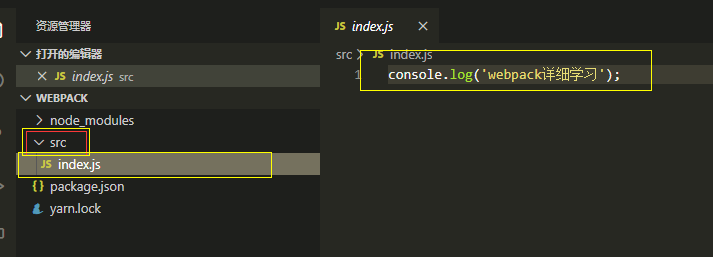 资源管理器
打开的编辑器
JS index.js src
WEBPACK
node_modules
src
JS index.js
{} package.json
yarn.lock
JS index.js
src > JS index.js
1 console.log('webpack详细学习');